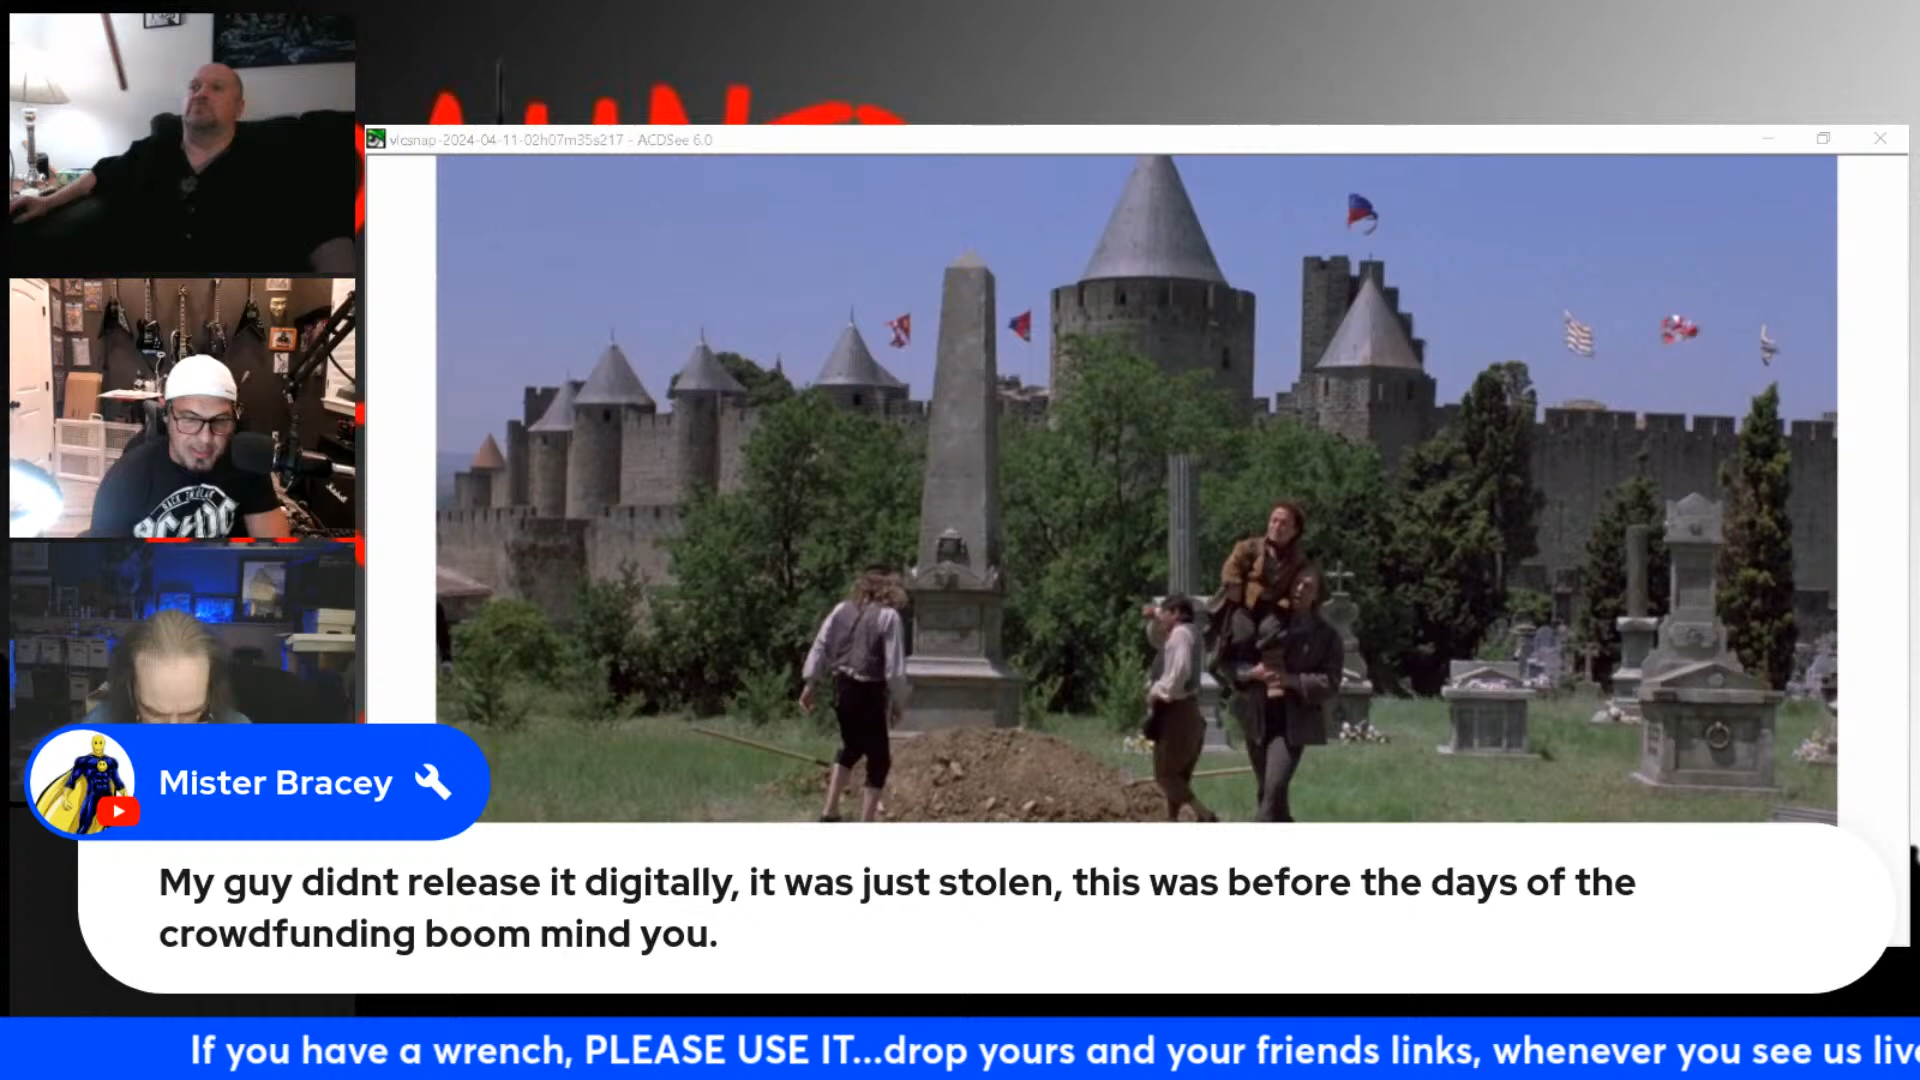 vlcsnap-2024-04-11-02h07m35s217 - ACDSee 6.0
Mister Bracey
My guy didnt release it digitally, it was just stolen, this was before the days of the
crowdfunding boom mind you.
If you have a wrench, PLEASE USE IT...drop yours and your friends links, whenever you see us live